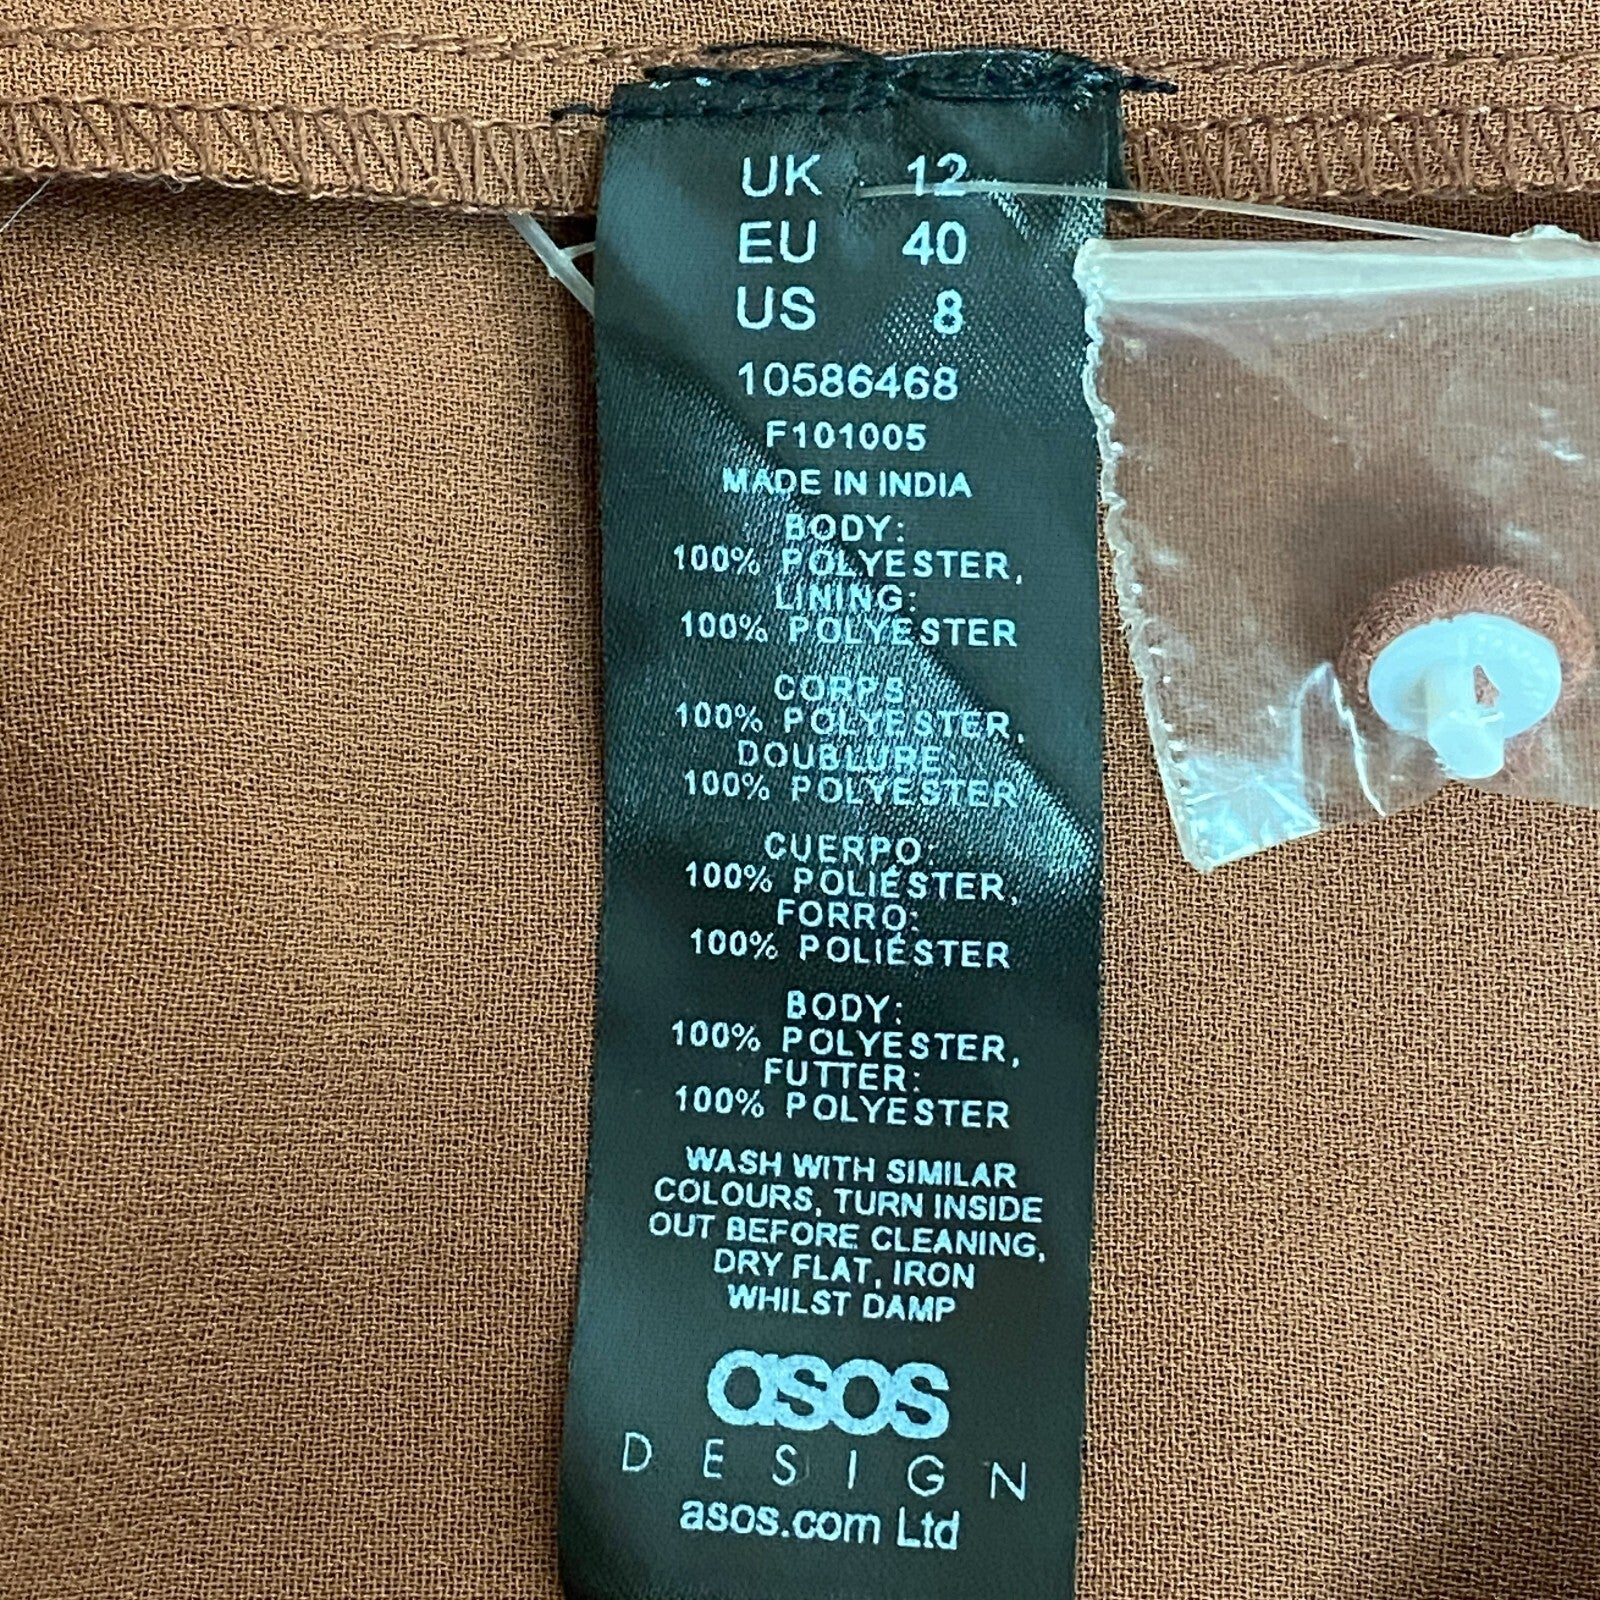 UK 12
EU 40
US 8
10586468
F101005
MADE IN INDIA
BODY:
100% POLYESTER,
LINING:
100% POLYESTER
CORPS:
100% POLYESTER,
DOUBLURE:
100% POLYESTER
CUERPO:
100% POLIÉSTER,
FORRO:
100% POLIÉSTER
BODY:
100% POLYESTER,
FUTTER:
100% POLYESTER
WASH WITH SIMILAR
COLOURS, TURN INSIDE
OUT BEFORE CLEANING,
DRY FLAT, IRON
WHILST DAMP
asos
DESIGN
asos.com Ltd